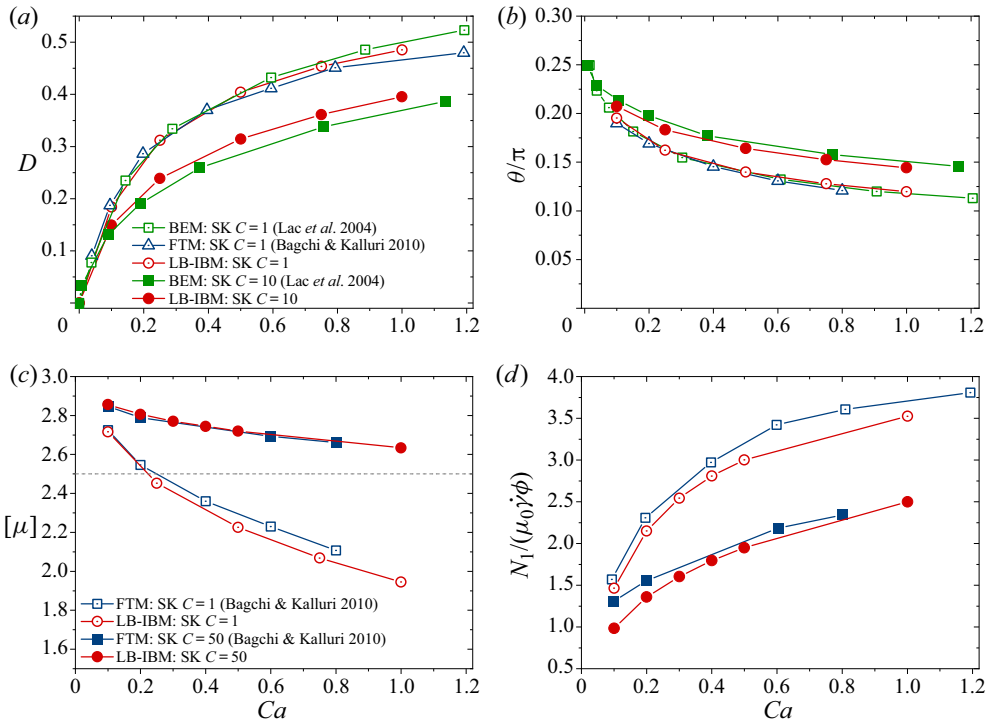 (a)
0.5
0.4
0.3
0.2
0.1
D
BEM: SK C = 1 (Lac et al. 2004)
FTM: SK C = 1 (Bagchi & Kalluri 2010)
LB-IBM: SK C = 1
BEM: SK C = 10 (Lac et al. 2004)
LB-IBM: SK C = 10
0 0.2 0.4 0.6 0.8 1.0 1.2
(b)
0.30
0.25
0.20
0.15
0.10
0.05
0
θ/π
0 0.2 0.4 0.6 0.8 1.0 1.2
(c)
3.0
2.8
2.6
2.4
2.2
2.0
1.8
1.6
[μ]
FTM: SK C = 1 (Bagchi & Kalluri 2010)
LB-IBM: SK C = 1
FTM: SK C = 50 (Bagchi & Kalluri 2010)
LB-IBM: SK C = 50
0 0.2 0.4 0.6 0.8 1.0 1.2
Ca
(d)
4.0
3.5
3.0
2.5
2.0
1.5
1.0
0.5
N₁/(μ₀γ̇ϕ)
0 0.2 0.4 0.6 0.8 1.0 1.2
Ca